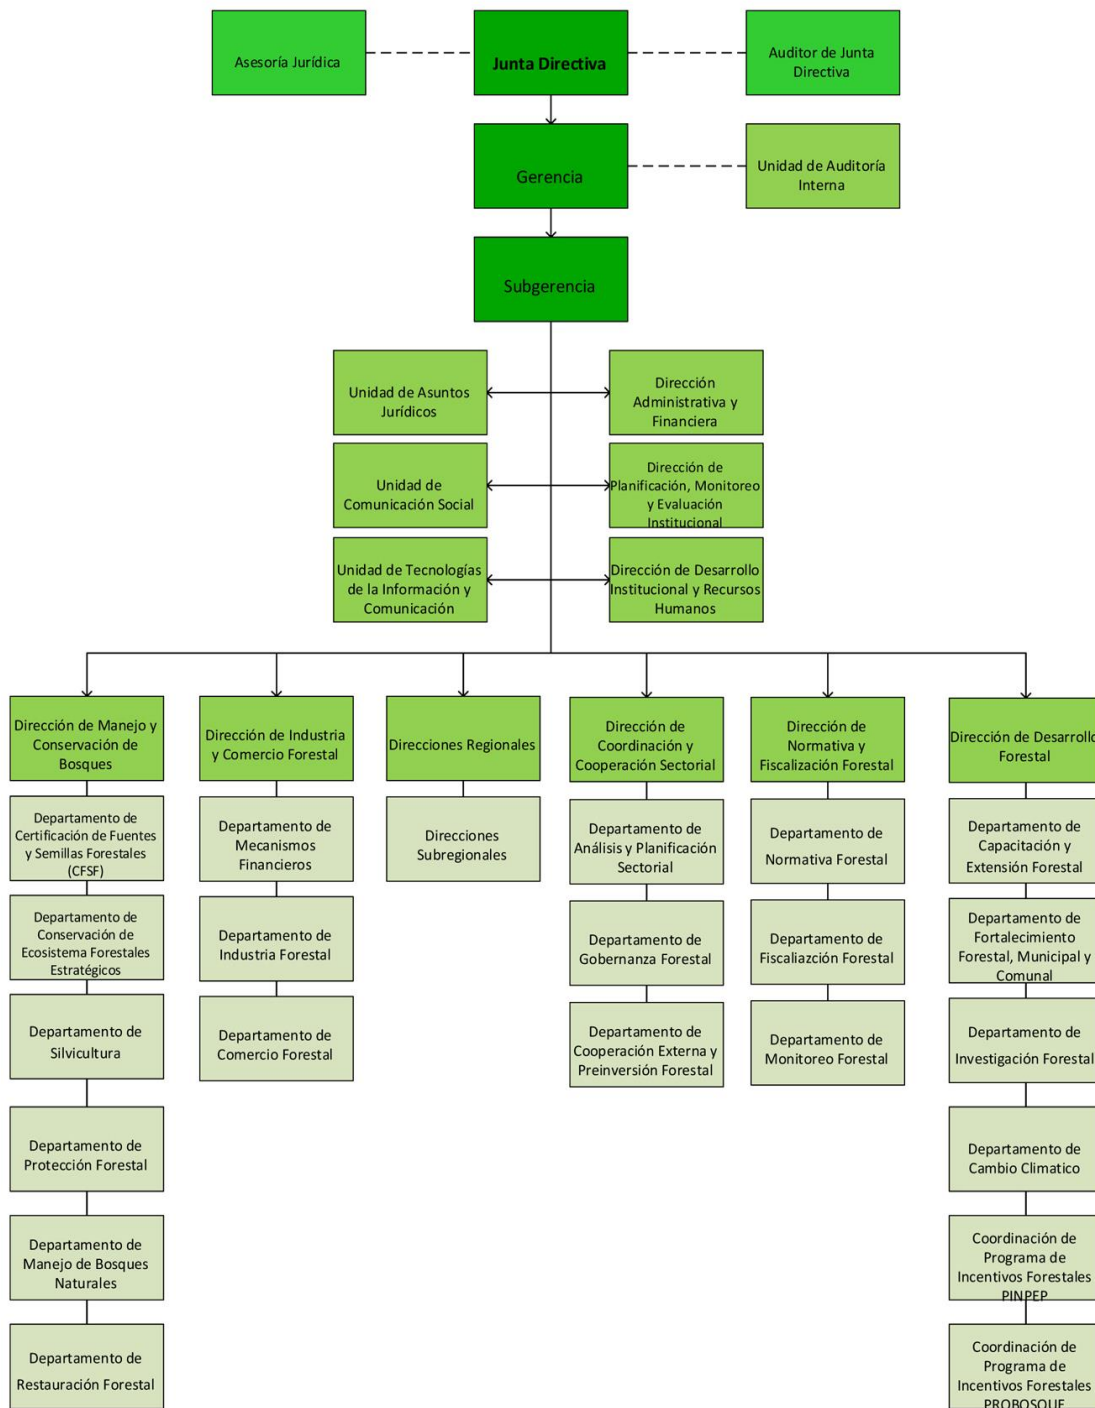 Asesoría Jurídica
Junta Directiva
Auditor de Junta
Directiva
Gerencia
Unidad de Auditoría
Interna
Subgerencia
Unidad de Asuntos
Jurídicos
Dirección
Administrativa y
Financiera
Unidad de
Comunicación Social
Dirección de
Planificación, Monitoreo
y Evaluación
Institucional
Unidad de Tecnologías
de la Información y
Comunicación
Dirección de Desarrollo
Institucional y Recursos
Humanos
Dirección de Manejo y
Conservación de
Bosques
Departamento de
Certificación de Fuentes
y Semillas Forestales
(CFSF)
Departamento de
Conservación de
Ecosistema Forestales
Estratégicos
Departamento de
Silvicultura
Departamento de
Protección Forestal
Departamento de
Manejo de Bosques
Naturales
Departamento de
Restauración Forestal
Dirección de Industria
y Comercio Forestal
Departamento de
Mecanismos
Financieros
Departamento de
Industria Forestal
Departamento de
Comercio Forestal
Direcciones Regionales
Direcciones
Subregionales
Dirección de
Coordinación y
Cooperación Sectorial
Departamento de
Análisis y Planificación
Sectorial
Departamento de
Gobernanza Forestal
Departamento de
Cooperación Externa y
Preinversión Forestal
Dirección de
Normativa y
Fiscalización Forestal
Departamento de
Normativa Forestal
Departamento de
Fiscaliazción Forestal
Departamento de
Monitoreo Forestal
Dirección de Desarrollo
Forestal
Departamento de
Capacitación y
Extensión Forestal
Departamento de
Fortalecimiento
Forestal, Municipal y
Comunal
Departamento de
Investigación Forestal
Departamento de
Cambio Climatico
Coordinación de
Programa de
Incentivos Forestales
PINPEP
Coordinación de
Programa de
Incentivos Forestales
PROBOSQUE